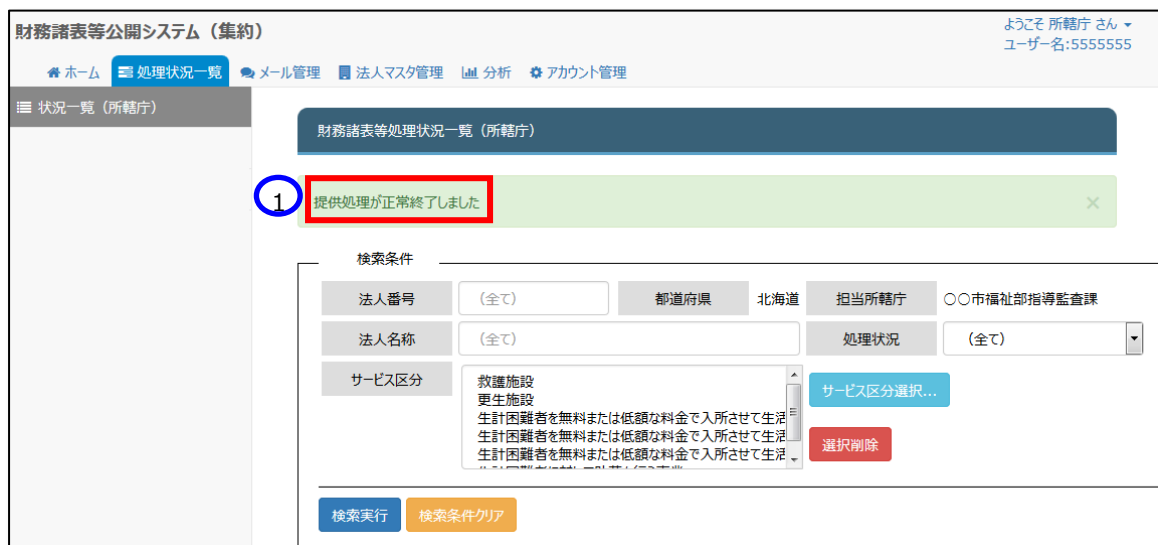 財務諸表等公開システム（集約）
ようこそ 所轄庁 さん
ユーザー名:5555555
ホーム 処理状況一覧 メール管理 法人マスタ管理 分析 アカウント管理
状況一覧（所轄庁）
財務諸表等処理状況一覧（所轄庁）
1 提供処理が正常終了しました ×
検索条件
法人番号 （全て） 都道府県 北海道 担当所轄庁 〇〇市福祉部指導監査課
法人名称 （全て） 処理状況 （全て）
サービス区分 救護施設
更生施設
サービス区分選択...
生計困難者を無料または低額な料金で入所させて生活
生計困難者を無料または低額な料金で入所させて生活
生計困難者を無料または低額な料金で入所させて生活
選択削除
検索実行 検索条件クリア